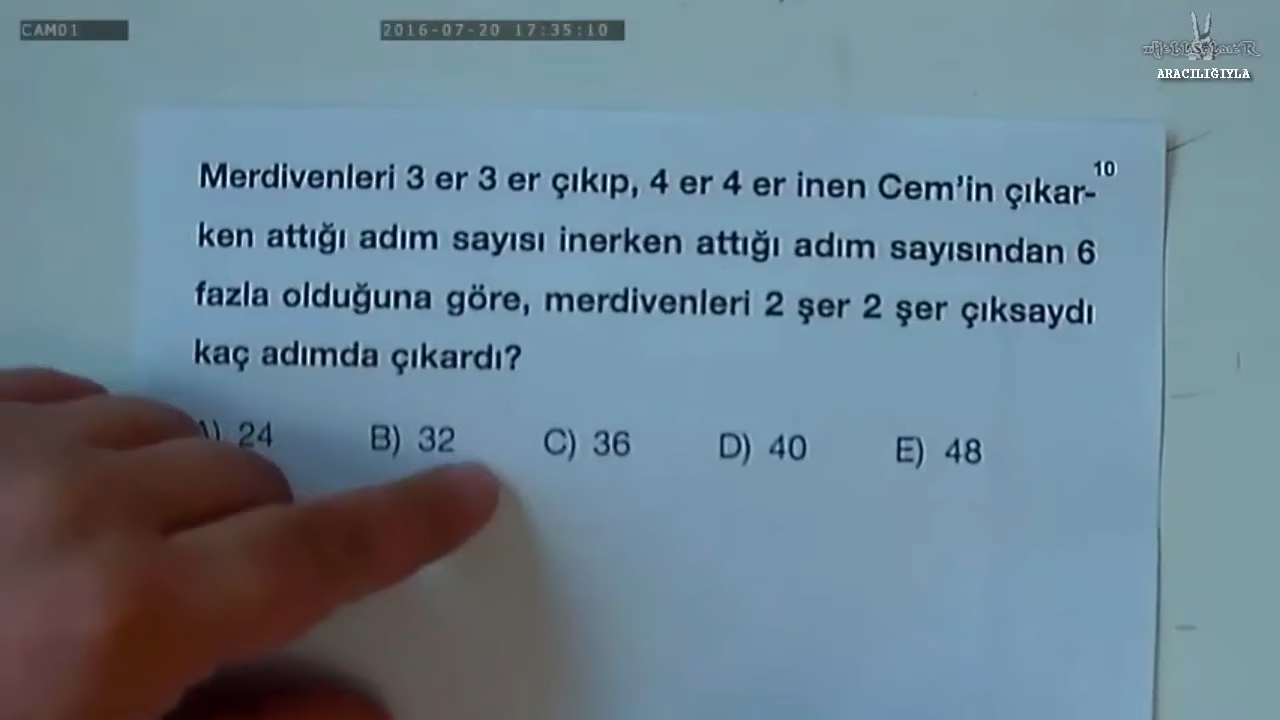 CAM01
2016-07-20 17:35:10
ARACILIĞIYLA
10
Merdivenleri 3 er 3 er çıkıp, 4 er 4 er inen Cem'in çıkar-
ken attığı adım sayısı inerken attığı adım sayısından 6
fazla olduğuna göre, merdivenleri 2 şer 2 şer çıksaydı
kaç adımda çıkardı?
24 B) 32 C) 36 D) 40 E) 48